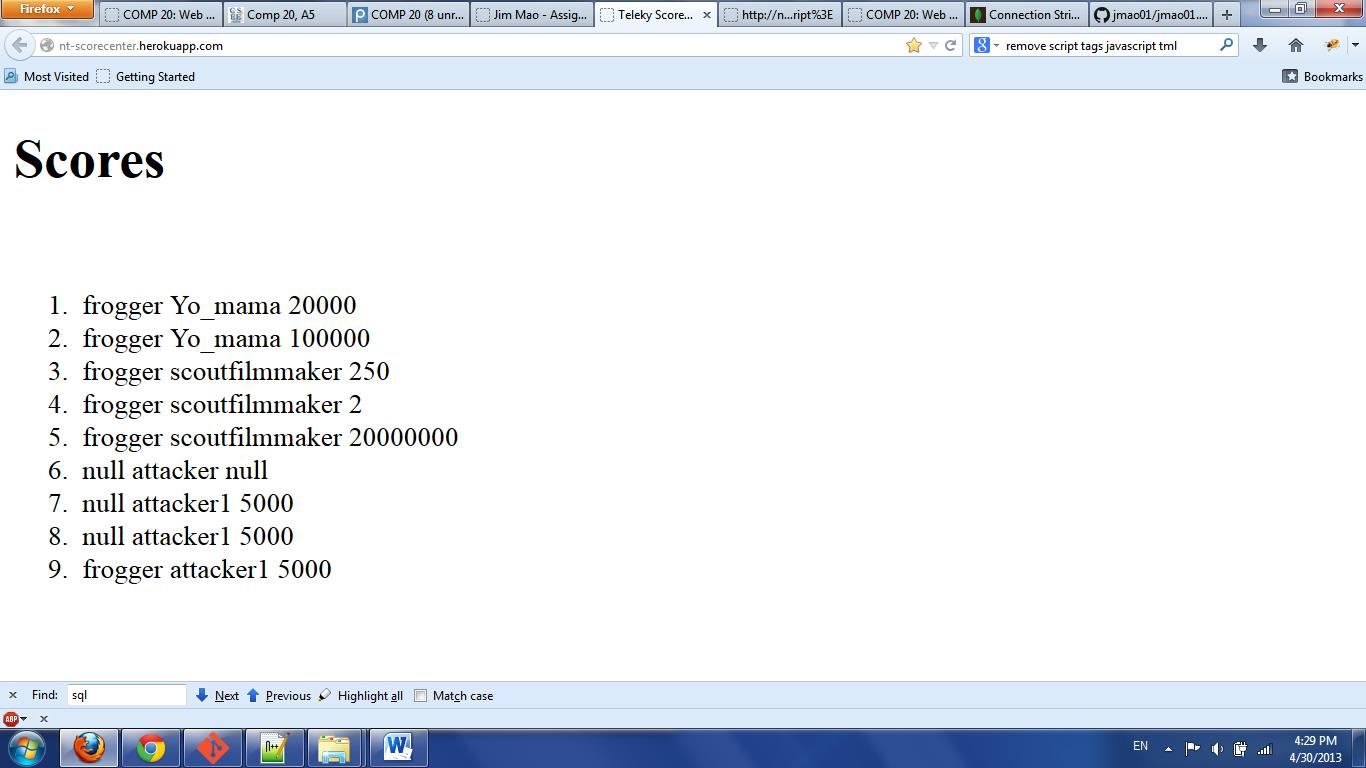 Firefox
COMP 20: Web ...
Comp 20, A5
COMP 20 (8 unr...
Jim Mao - Assig...
Teleky Score...
http://n...ript%3E
COMP 20: Web ...
Connection Stri...
jmao01/jmao01....
nt-scorecenter.herokuapp.com
remove script tags javascript tml
Most Visited
Getting Started
Bookmarks
Scores
1. frogger Yo_mama 20000
2. frogger Yo_mama 100000
3. frogger scoutfilmmaker 250
4. frogger scoutfilmmaker 2
5. frogger scoutfilmmaker 20000000
6. null attacker null
7. null attacker1 5000
8. null attacker1 5000
9. frogger attacker1 5000
Find: sql Next Previous Highlight all Match case
ABP
EN
4:29 PM
4/30/2013